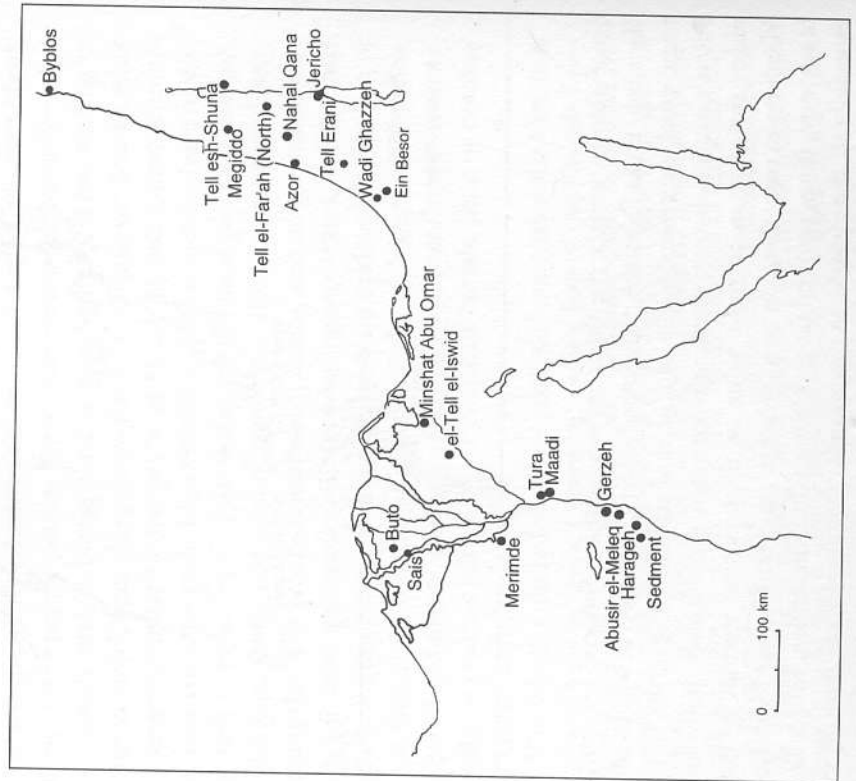 Byblos
Tell esh-Shuna
Megiddo
Tell el-Far'ah (North)
Nahal Qana
Azor
Jericho
Tell Erani
Wadi Ghazzeh
Ein Besor
Minshat Abu Omar
el-Tell el-Iswid
Buto
Sais
Merimde
Tura
Maadi
Gerzeh
Abusir el-Meleq
Harageh
Sedment
0 100 km